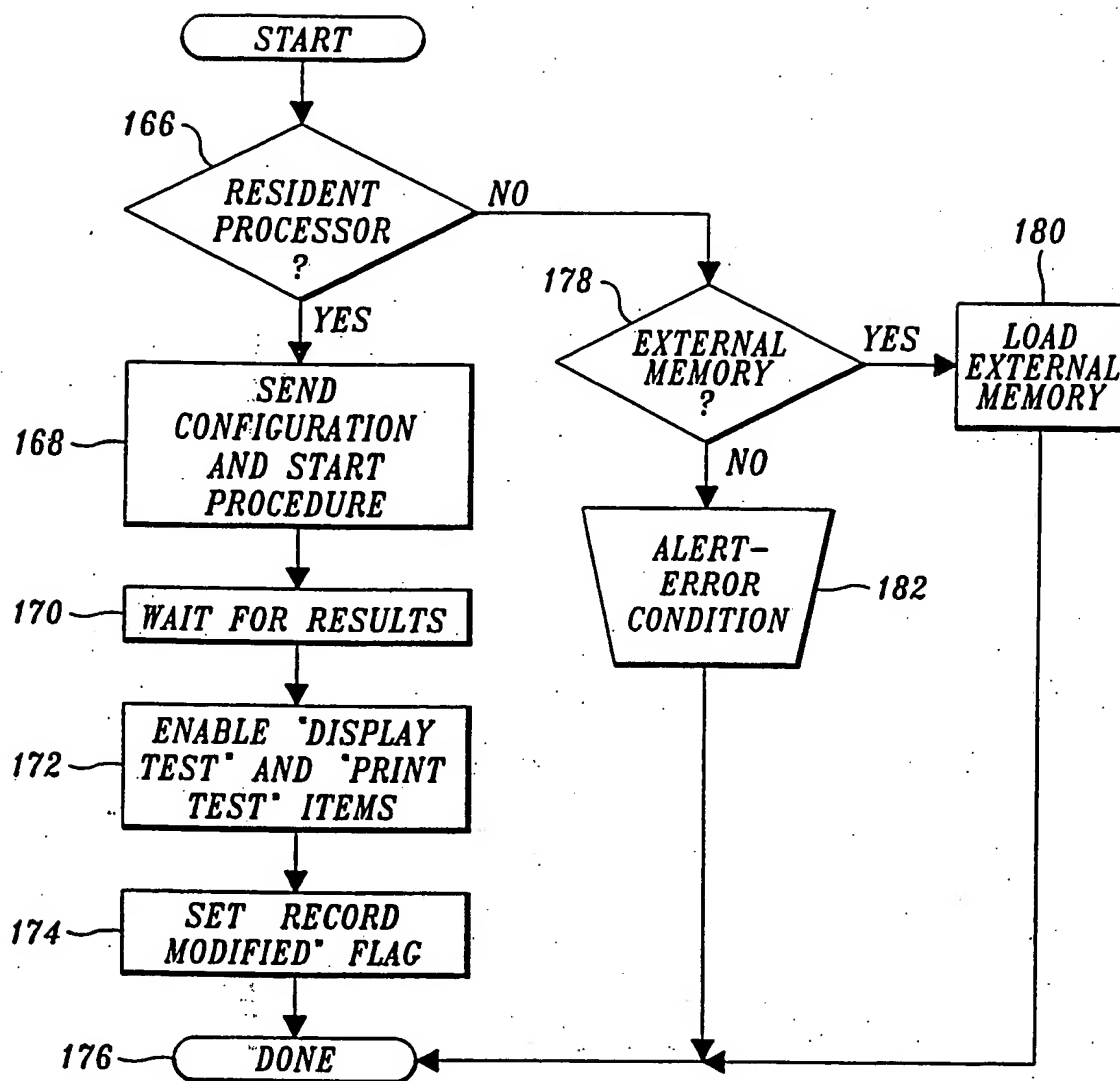 START
166
RESIDENT
PROCESSOR
?
NO
YES
168
SEND
CONFIGURATION
AND START
PROCEDURE
170
WAIT FOR RESULTS
172
ENABLE "DISPLAY
TEST" AND "PRINT
TEST" ITEMS
174
SET RECORD
MODIFIED" FLAG
176
DONE
178
EXTERNAL
MEMORY
?
YES
NO
180
LOAD
EXTERNAL
MEMORY
ALERT-
ERROR
CONDITION
182